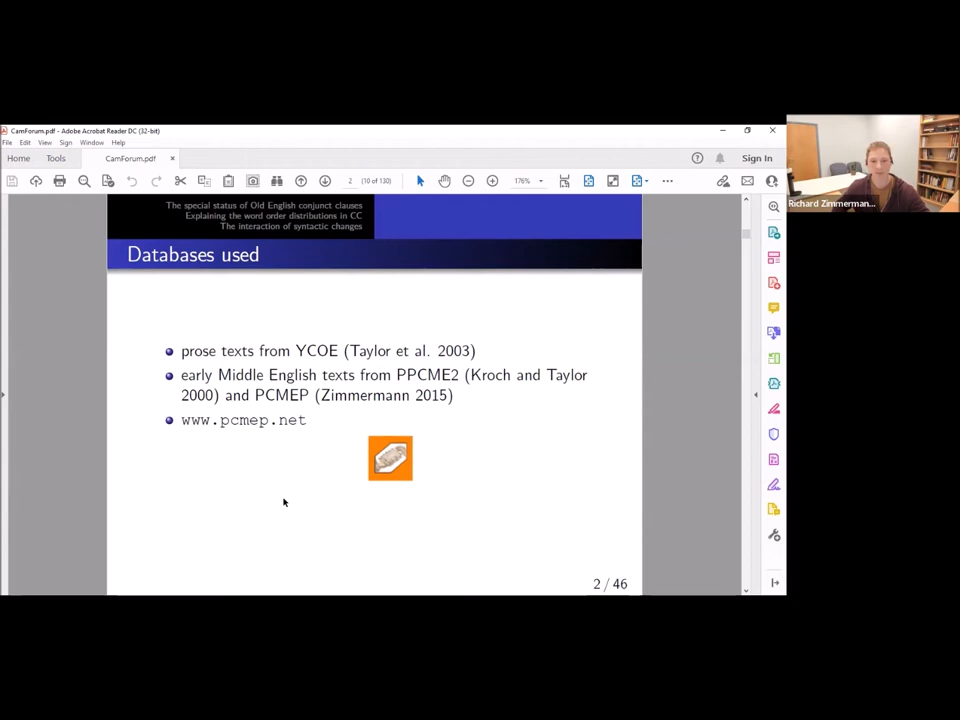 CamForum.pdf - Adobe Acrobat Reader DC (32-bit)
File Edit View Sign Window Help
Home Tools CamForum.pdf × Sign In
2 (10 of 130) 176%
The special status of Old English conjunct clauses
Explaining the word order distributions in CC
The interaction of syntactic changes
Databases used
prose texts from YCOE (Taylor et al. 2003)
early Middle English texts from PPCME2 (Kroch and Taylor
2000) and PCMEP (Zimmermann 2015)
www.pcmep.net
2 / 46
Richard Zimmerman...